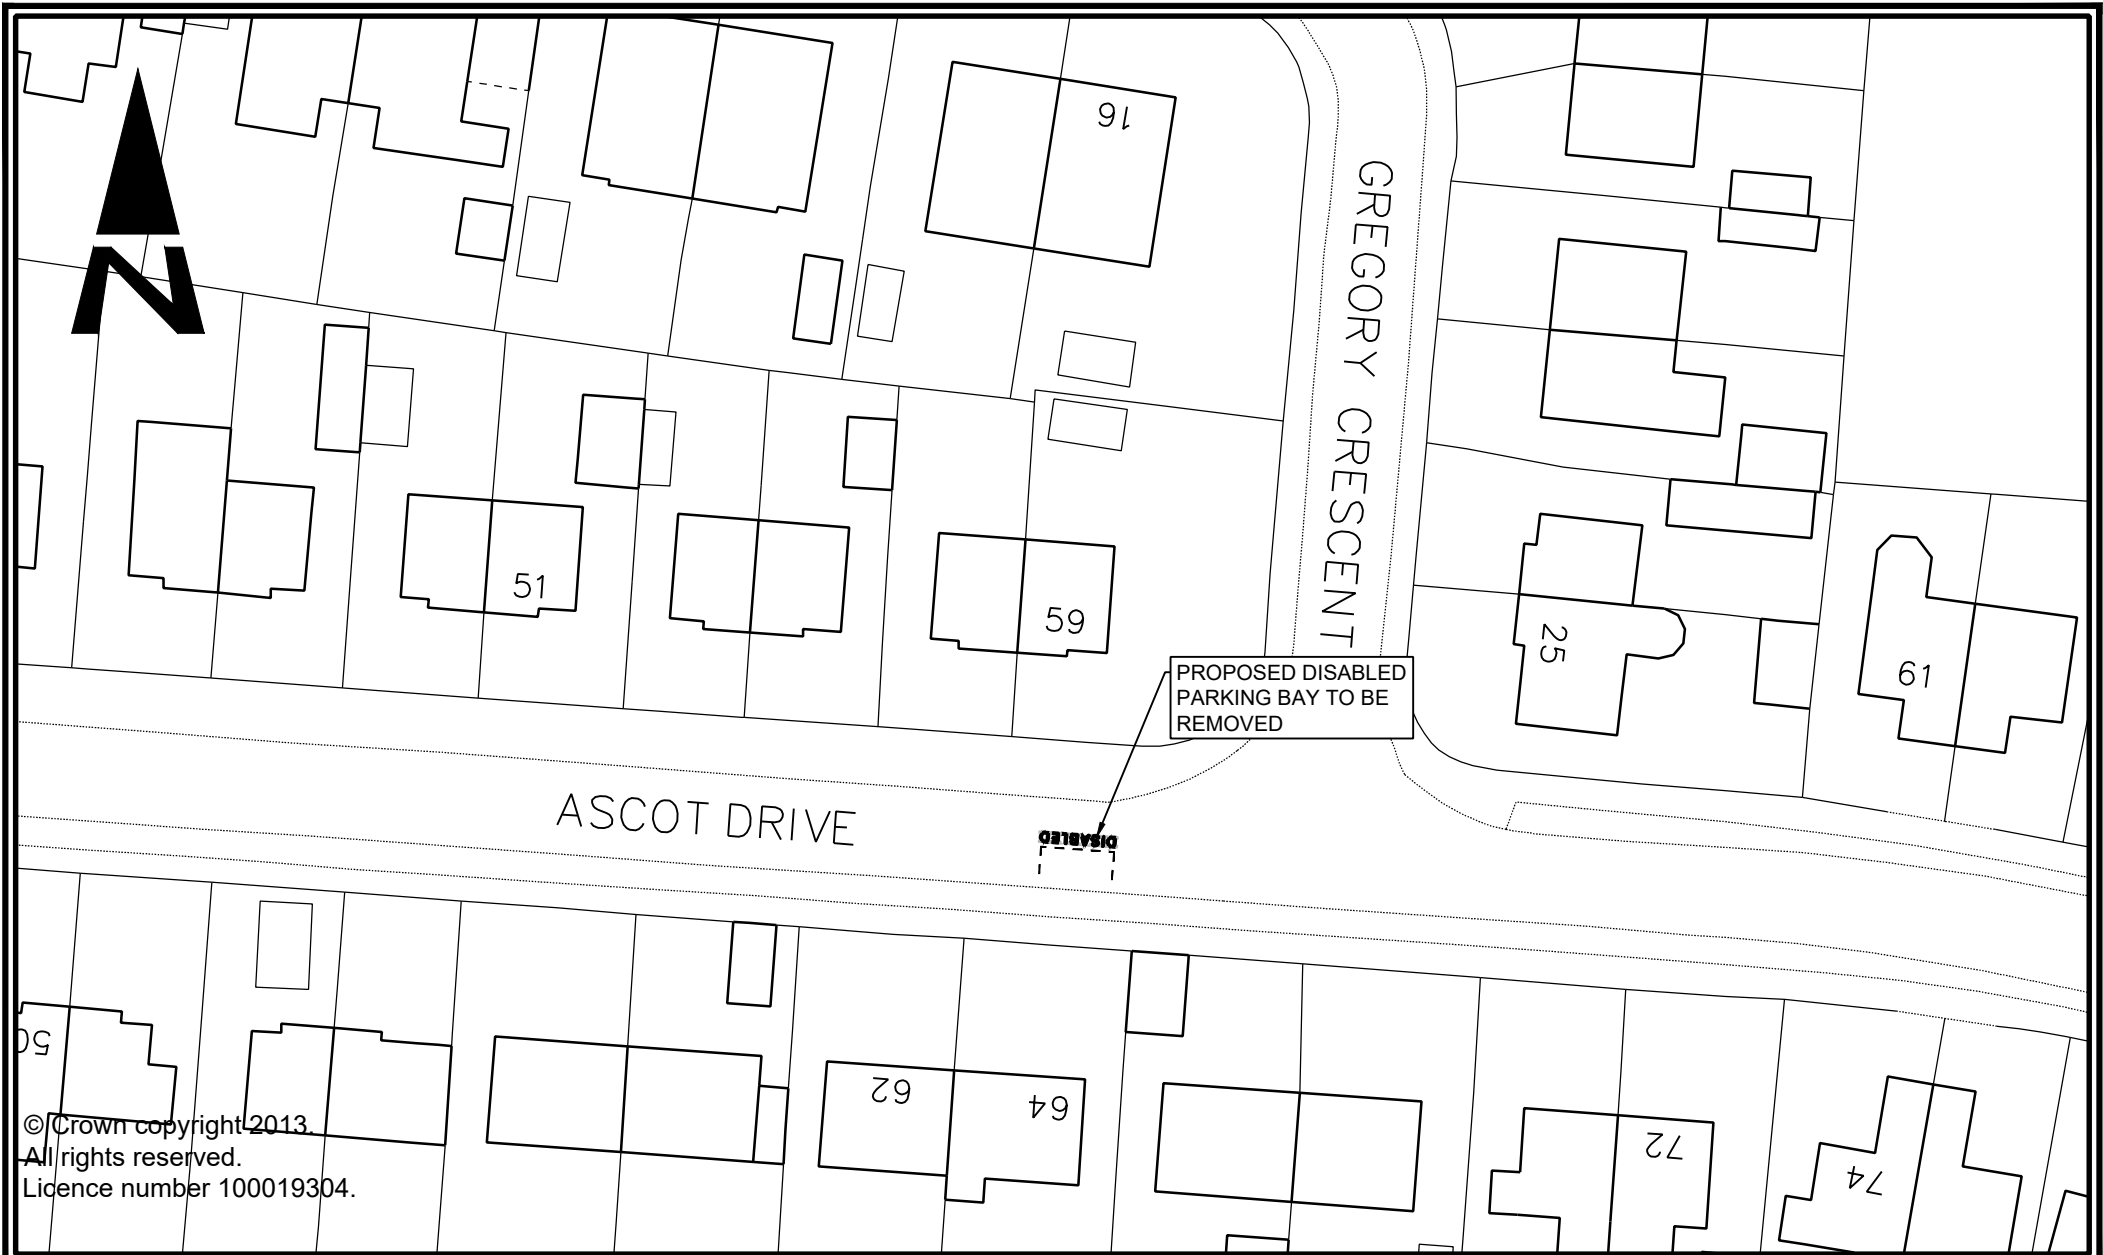 16
GREGORY CRESCENT
N
51
59
25
61
PROPOSED DISABLED
PARKING BAY TO BE
REMOVED
ASCOT DRIVE
DISABLED
50
62
64
72
74
© Crown copyright 2013.
All rights reserved.
Licence number 100019304.